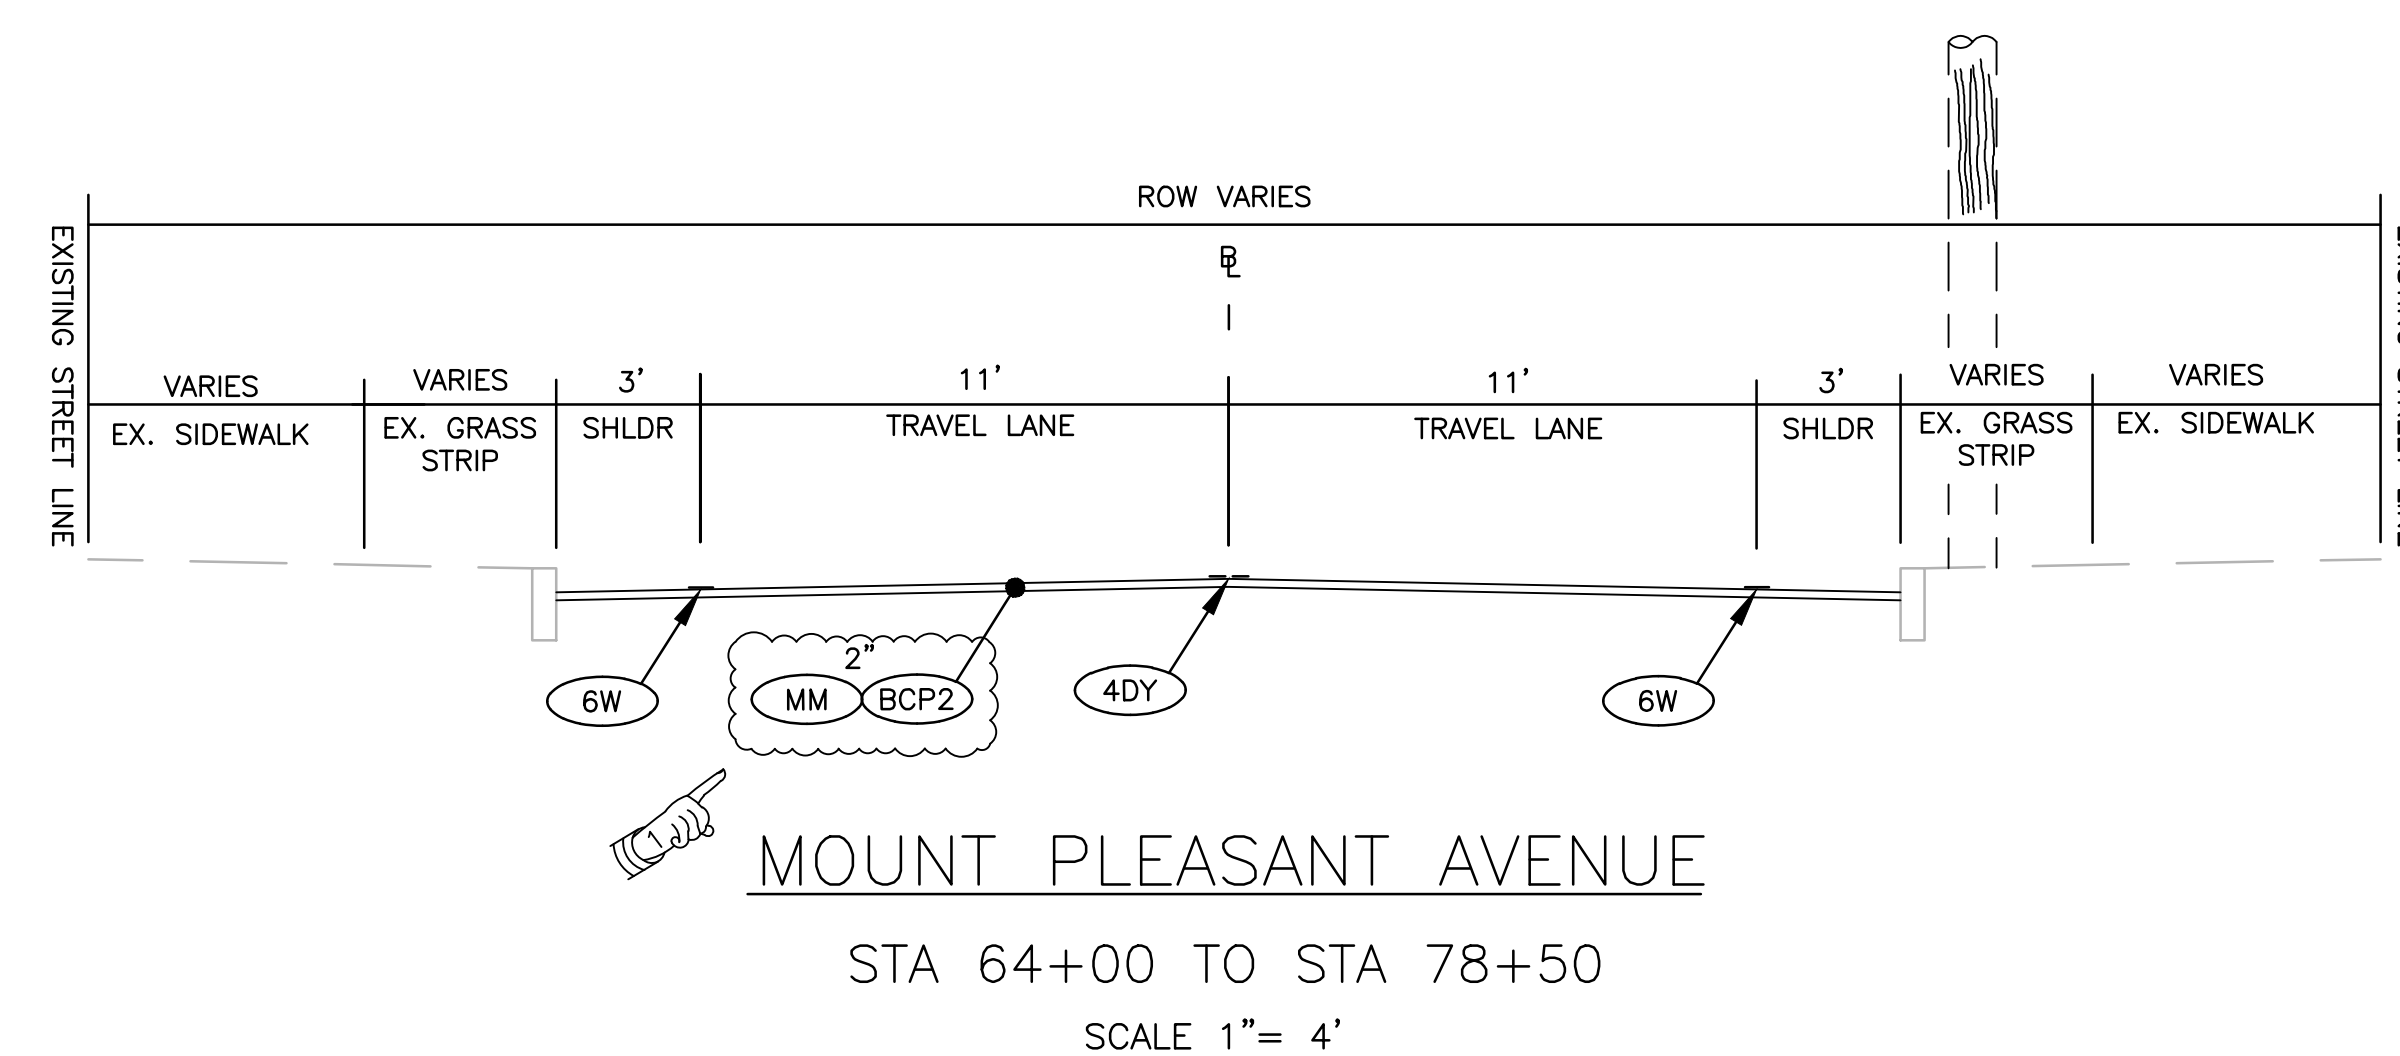 ROW VARIES
BL
EXISTING STREET LINE
VARIES
VARIES
3'
11'
11'
3'
VARIES
VARIES
EX. SIDEWALK
EX. GRASS
STRIP
SHLDR
TRAVEL LANE
TRAVEL LANE
SHLDR
EX. GRASS
STRIP
EX. SIDEWALK
2"
6W
MM
BCP2
4DY
6W
1
MOUNT PLEASANT AVENUE
STA 64+00 TO STA 78+50
SCALE 1"= 4'